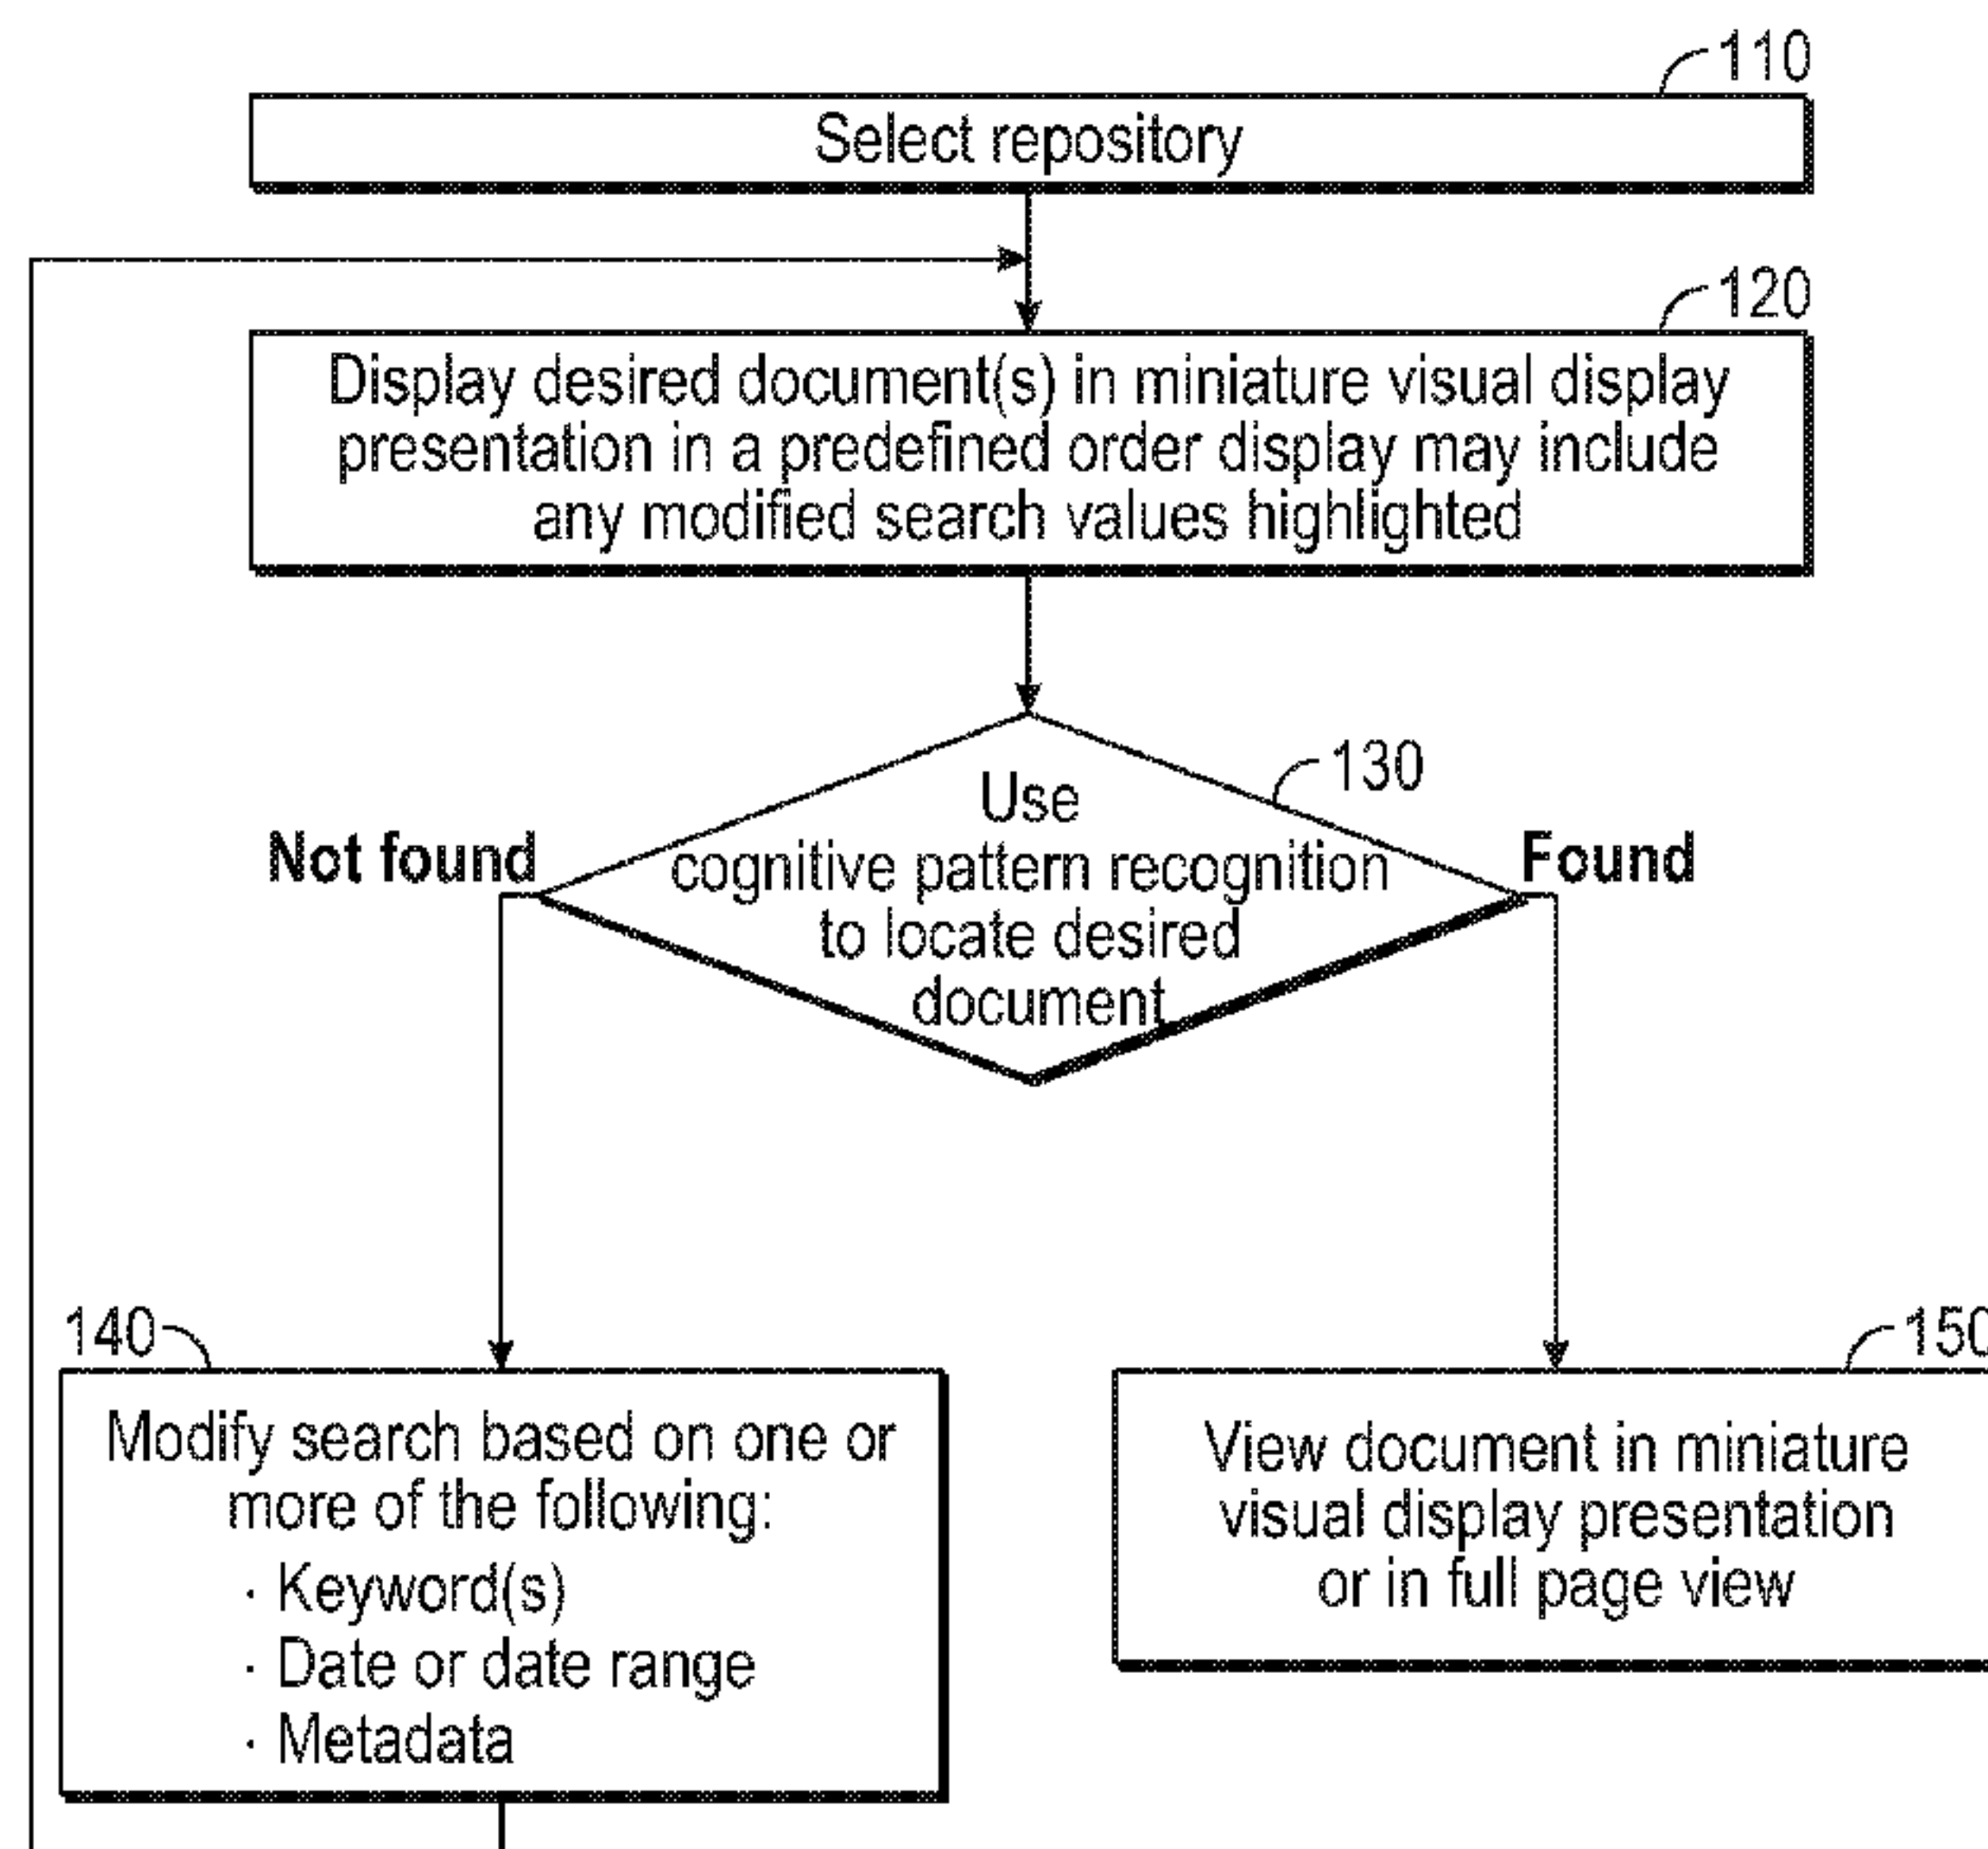 110
Select repository
120
Display desired document(s) in miniature visual display
presentation in a predefined order display may include
any modified search values highlighted
130
Use
cognitive pattern recognition
to locate desired
document
Not found
Found
140
Modify search based on one or
more of the following:
· Keyword(s)
· Date or date range
· Metadata
150
View document in miniature
visual display presentation
or in full page view